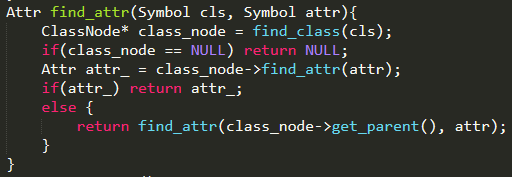 Attr find_attr(Symbol cls, Symbol attr){
    ClassNode* class_node = find_class(cls);
    if(class_node == NULL) return NULL;
    Attr attr_ = class_node->find_attr(attr);
    if(attr_) return attr_;
    else {
        return find_attr(class_node->get_parent(), attr);
    }
}